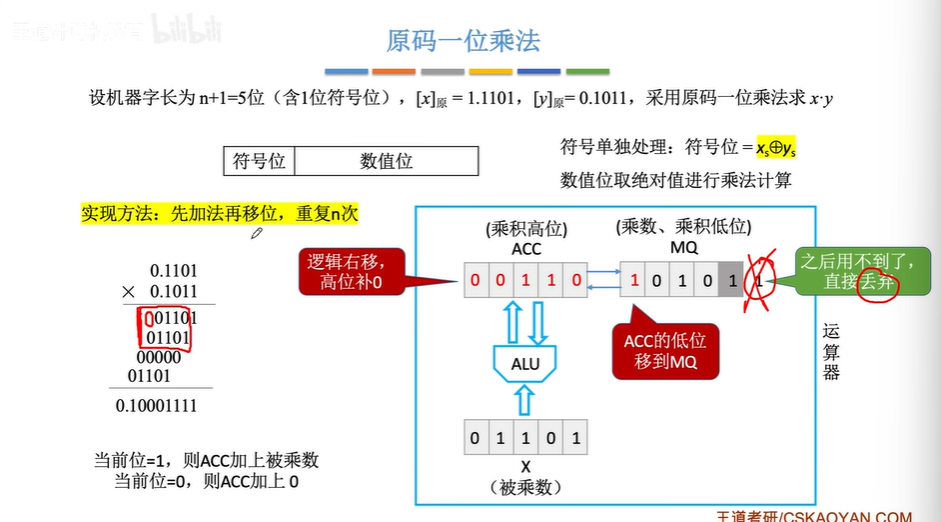 bilibili
原码一位乘法
设机器字长为 n+1=5位（含1位符号位），[x]原 = 1.1101，[y]原= 0.1011，采用原码一位乘法求 x·y
符号位 数值位
符号单独处理：符号位 = xs⊕ys
数值位取绝对值进行乘法计算
实现方法：先加法再移位，重复n次
0.1101
× 0.1011
001101
01101
00000
01101
0.10001111
当前位=1，则ACC加上被乘数
当前位=0，则ACC加上 0
逻辑右移，
高位补0
(乘积高位)
ACC
0 0 1 1 0
(乘数、乘积低位)
MQ
1 0 1 0 1 1
之后用不到了，
直接丢弃
ACC的低位
移到MQ
ALU
0 1 1 0 1
X
（被乘数）
运算器
王道考研/CSKAOYAN.COM